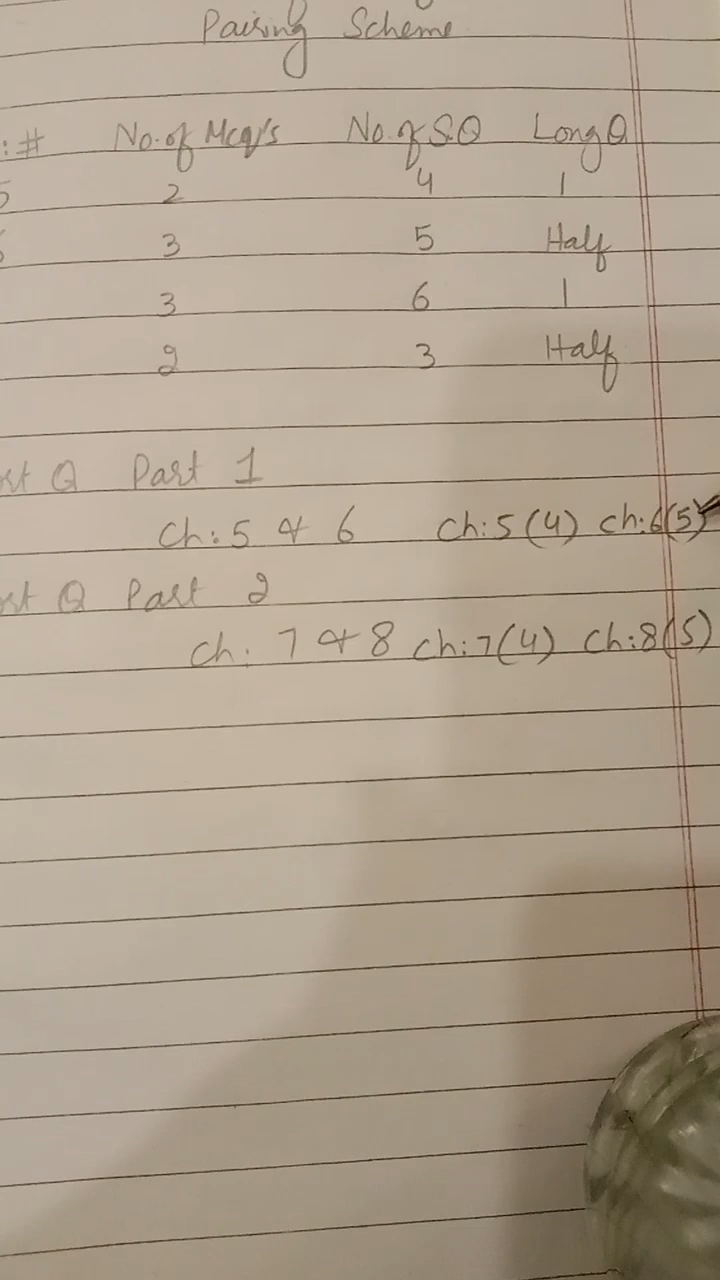 Pairing Scheme
:# No. of Mcq's No. of S.Q Long Q
5 2 4 1
3 5 Half
3 6 1
2 3 Half
Q Part 1
Ch: 5 & 6 Ch:5(4) Ch:6(5)
Q Part 2
Ch. 7 & 8 Ch:7(4) Ch:8(5)